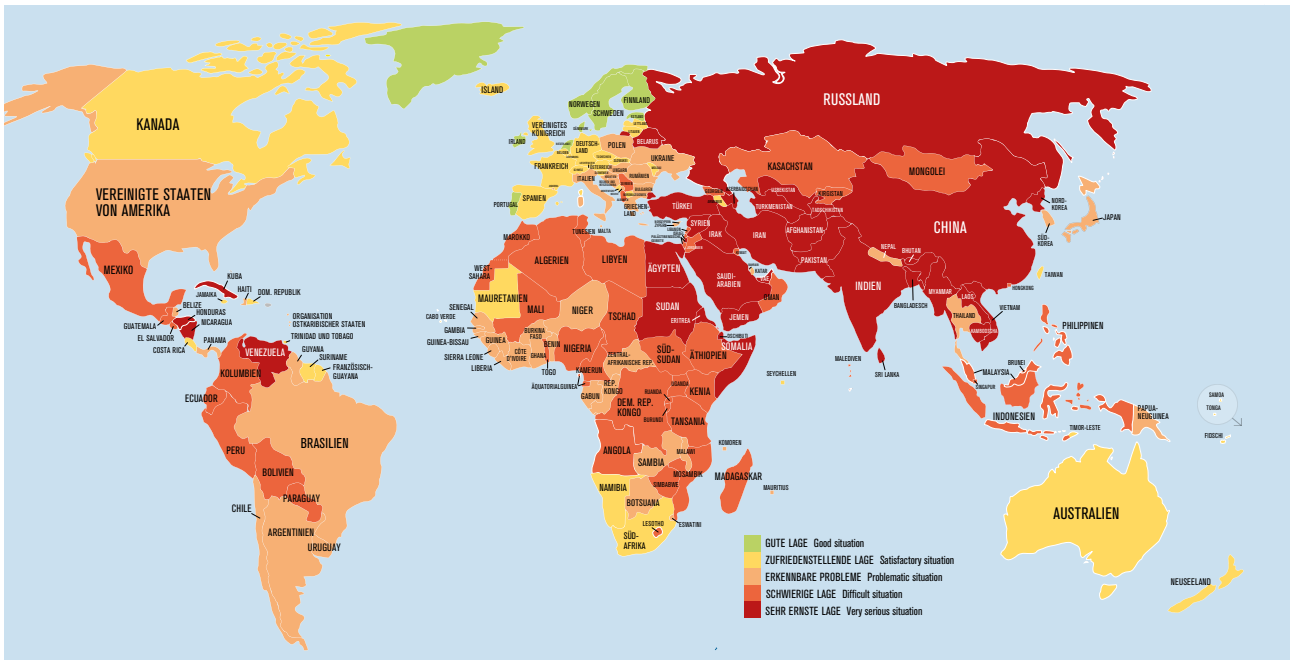 ISLAND
KANADA
NORWEGEN
SCHWEDEN
FINNLAND
RUSSLAND
VEREINIGTES
KÖNIGREICH
IRLAND
DEUTSCH-
LAND
POLEN
BELARUS
UKRAINE
FRANKREICH
ITALIEN
RUMÄNIEN
PORTUGAL
SPANIEN
GRIECHEN-
LAND
TÜRKEI
KASACHSTAN
MONGOLEI
USBEKISTAN
KIRGISTAN
TURKMENISTAN
TADSCHIKISTAN
VEREINIGTE STAATEN
VON AMERIKA
CHINA
NORD-
KOREA
SÜD-
KOREA
JAPAN
MAROKKO
TUNESIEN
MALTA
SYRIEN
IRAK
IRAN
AFGHANISTAN
PAKISTAN
NEPAL
BHUTAN
ALGERIEN
LIBYEN
ÄGYPTEN
SAUDI-
ARABIEN
KATAR
OMAN
INDIEN
BANGLADESCH
MYANMAR
LAOS
VIETNAM
THAILAND
KAMBODSCHA
TAIWAN
HONGKONG
PHILIPPINEN
MEXIKO
KUBA
HAITI
DOM. REPUBLIK
JAMAIKA
BELIZE
HONDURAS
NICARAGUA
GUATEMALA
EL SALVADOR
COSTA RICA
PANAMA
ORGANISATION
OSTKARIBISCHER STAATEN
TRINIDAD UND TOBAGO
GUYANA
SURINAME
FRANZÖSISCH-
GUAYANA
VENEZUELA
KOLUMBIEN
ECUADOR
PERU
BRASILIEN
BOLIVIEN
PARAGUAY
CHILE
ARGENTINIEN
URUGUAY
WEST-
SAHARA
MAURETANIEN
MALI
NIGER
TSCHAD
SUDAN
ERITREA
JEMEN
DSCHIBUTI
SOMALIA
SENEGAL
CABO VERDE
GAMBIA
GUINEA-BISSAU
GUINEA
SIERRA LEONE
LIBERIA
CÔTE
D'IVOIRE
BURKINA
FASO
GHANA
BENIN
TOGO
NIGERIA
KAMERUN
ÄQUATORIALGUINEA
ZENTRAL-
AFRIKANISCHE REP.
SÜD-
SUDAN
ÄTHIOPIEN
GABUN
REP.
KONGO
DEM. REP.
KONGO
UGANDA
RUANDA
BURUNDI
KENIA
TANSANIA
ANGOLA
SAMBIA
MALAWI
MOSAMBIK
SIMBABWE
NAMIBIA
BOTSUANA
SÜD-
AFRIKA
LESOTHO
ESWATINI
KOMOREN
MADAGASKAR
MAURITIUS
SEYCHELLEN
MALEDIVEN
SRI LANKA
BRUNEI
MALAYSIA
SINGAPUR
INDONESIEN
TIMOR-LESTE
PAPUA-
NEUGUINEA
SAMOA
TONGA
FIDSCHI
AUSTRALIEN
NEUSEELAND
GUTE LAGE Good situation
ZUFRIEDENSTELLENDE LAGE Satisfactory situation
ERKENNBARE PROBLEME Problematic situation
SCHWIERIGE LAGE Difficult situation
SEHR ERNSTE LAGE Very serious situation